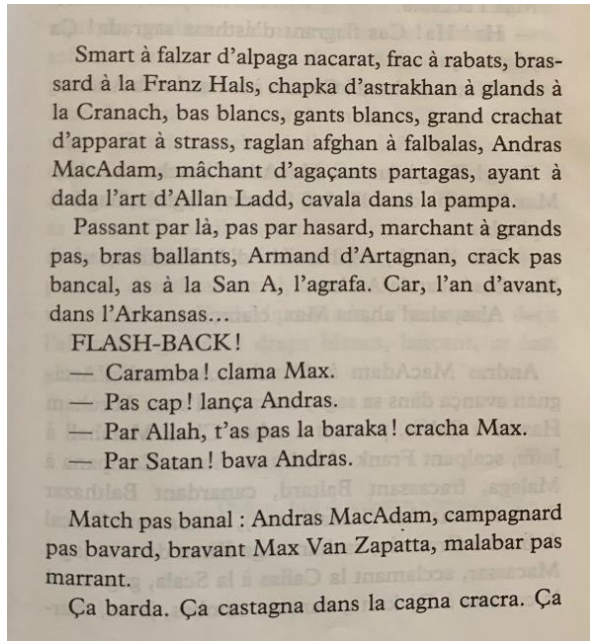 Smart à falzar d'alpaga nacarat, frac à rabats, bras-
sard à la Franz Hals, chapka d'astrakhan à glands à
la Cranach, bas blancs, gants blancs, grand crachat
d'apparat à strass, raglan afghan à falbalas, Andras
MacAdam, mâchant d'agaçants partagas, ayant à
dada l'art d'Allan Ladd, cavala dans la pampa.
Passant par là, pas par hasard, marchant à grands
pas, bras ballants, Armand d'Artagnan, crack pas
bancal, as à la San A, l'agrafa. Car, l'an d'avant,
dans l'Arkansas...
FLASH-BACK !
— Caramba ! clama Max.
— Pas cap ! lança Andras.
— Par Allah, t'as pas la baraka ! cracha Max.
— Par Satan ! bava Andras.
Match pas banal : Andras MacAdam, campagnard
pas bavard, bravant Max Van Zapatta, malabar pas
marrant.
Ça barda. Ça castagna dans la cagna cracra. Ça